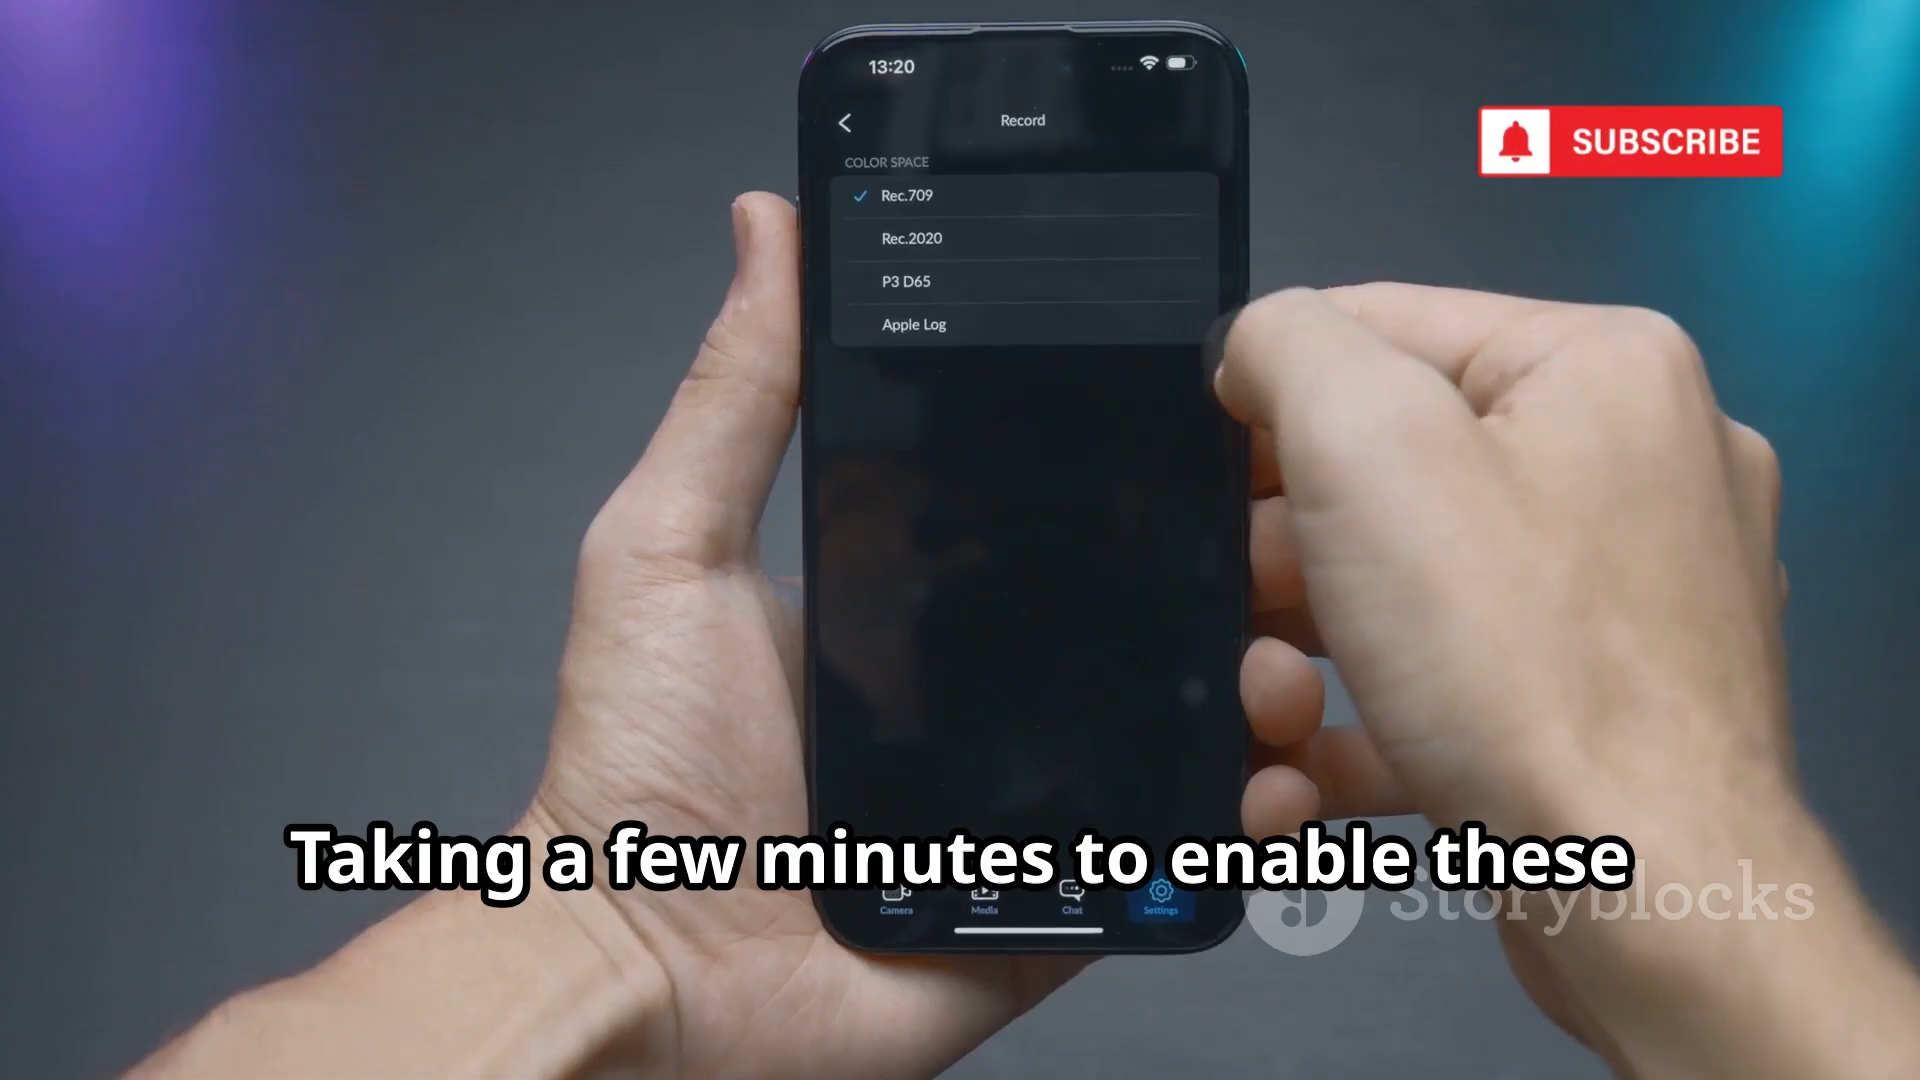 13:20
Record
SUBSCRIBE
COLOR SPACE
Rec.709
Rec.2020
P3 D65
Apple Log
Taking a few minutes to enable these
Camera
Media
Chat
Settings
Storyblocks